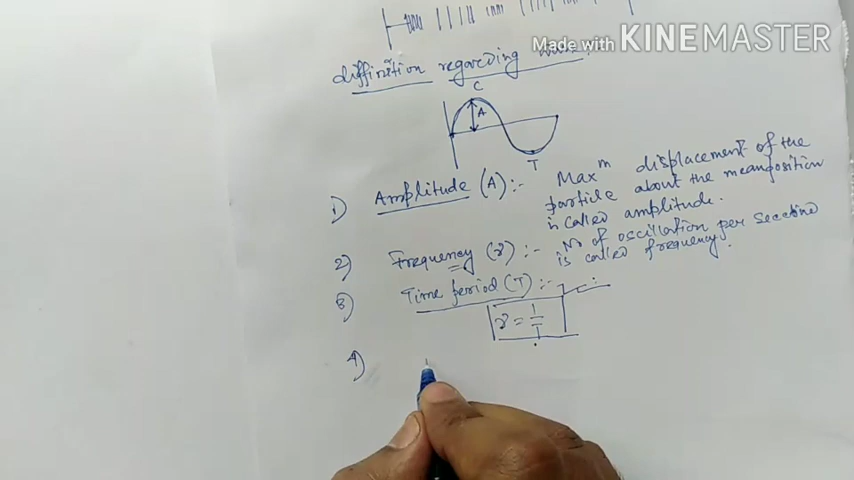 Made with KINEMASTER
diffinition regarding
C
A
T
1) Amplitude (A) :- Max^m displacement of the
particle about the meanposition
is called amplitude.
2) Frequency (γ) :- No of oscillation per second
is called frequency.
3) Time period (T) :-
γ = 1/T
4)